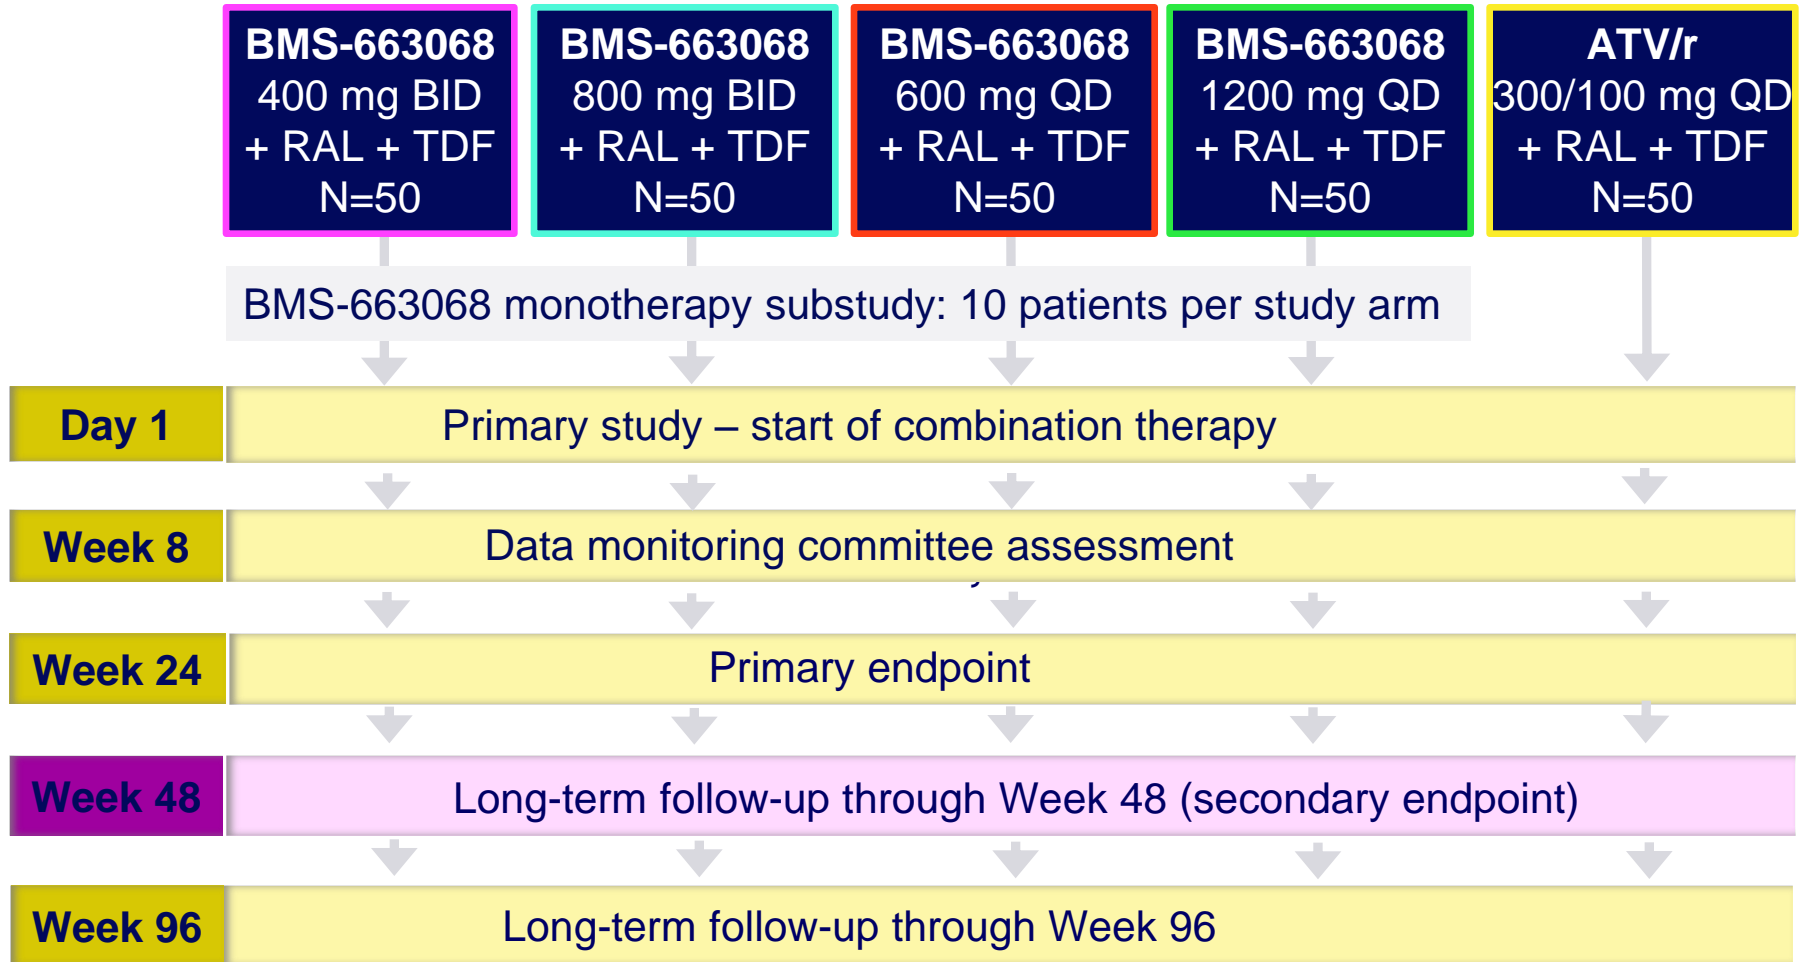 BMS-663068
400 mg BID
+ RAL + TDF
N=50
BMS-663068
800 mg BID
+ RAL + TDF
N=50
BMS-663068
600 mg QD
+ RAL + TDF
N=50
BMS-663068
1200 mg QD
+ RAL + TDF
N=50
ATV/r
300/100 mg QD
+ RAL + TDF
N=50
BMS-663068 monotherapy substudy: 10 patients per study arm
Day 1
Primary study – start of combination therapy
Week 8
Data monitoring committee assessment
Week 24
Primary endpoint
Week 48
Long-term follow-up through Week 48 (secondary endpoint)
Week 96
Long-term follow-up through Week 96